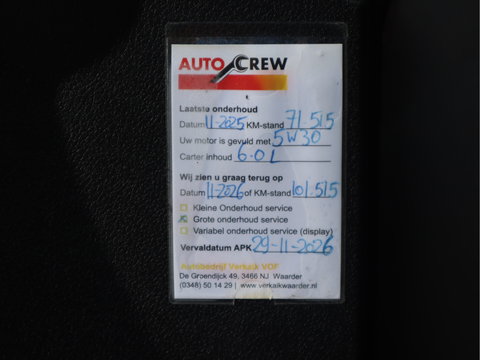 AUTO CREW
Laatste onderhoud
Datum 11-2025 KM-stand 71.515
Uw motor is gevuld met 5W30
Carter inhoud 6.0 L
Wij zien u graag terug op
Datum 11-2026 of KM-stand 101.515
Kleine Onderhoud service
Grote onderhoud service
Variabel onderhoud service (display)
Vervaldatum APK 29-11-2026
Autobedrijf Verkaik VOF
De Groendijck 49, 3466 NJ Waarder
(0348) 50 14 29 | www.verkaikwaarder.nl